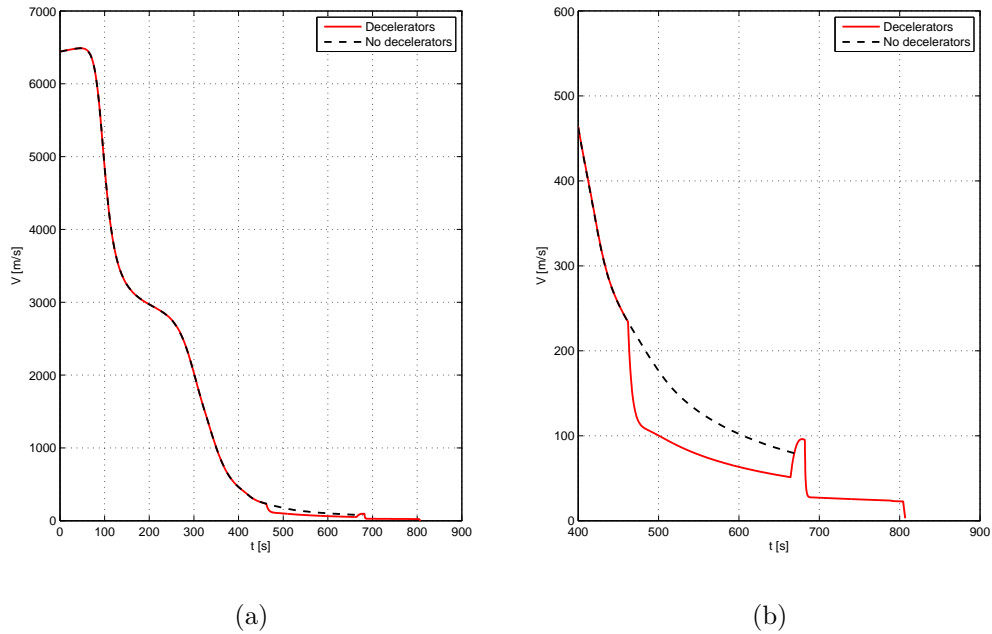 Decelerators
No decelerators
7000
6000
5000
4000
3000
2000
1000
0
V [m/s]
0 100 200 300 400 500 600 700 800 900
t [s]
(a)
Decelerators
No decelerators
600
500
400
300
200
100
0
V [m/s]
400 500 600 700 800 900
t [s]
(b)